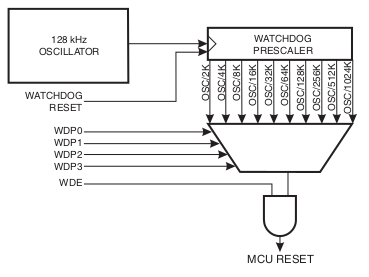 128 kHz
OSCILLATOR
WATCHDOG
PRESCALER
WATCHDOG
RESET
OSC/2K
OSC/4K
OSC/8K
OSC/16K
OSC/32K
OSC/64K
OSC/128K
OSC/256K
OSC/512K
OSC/1024K
WDP0
WDP1
WDP2
WDP3
WDE
MCU RESET